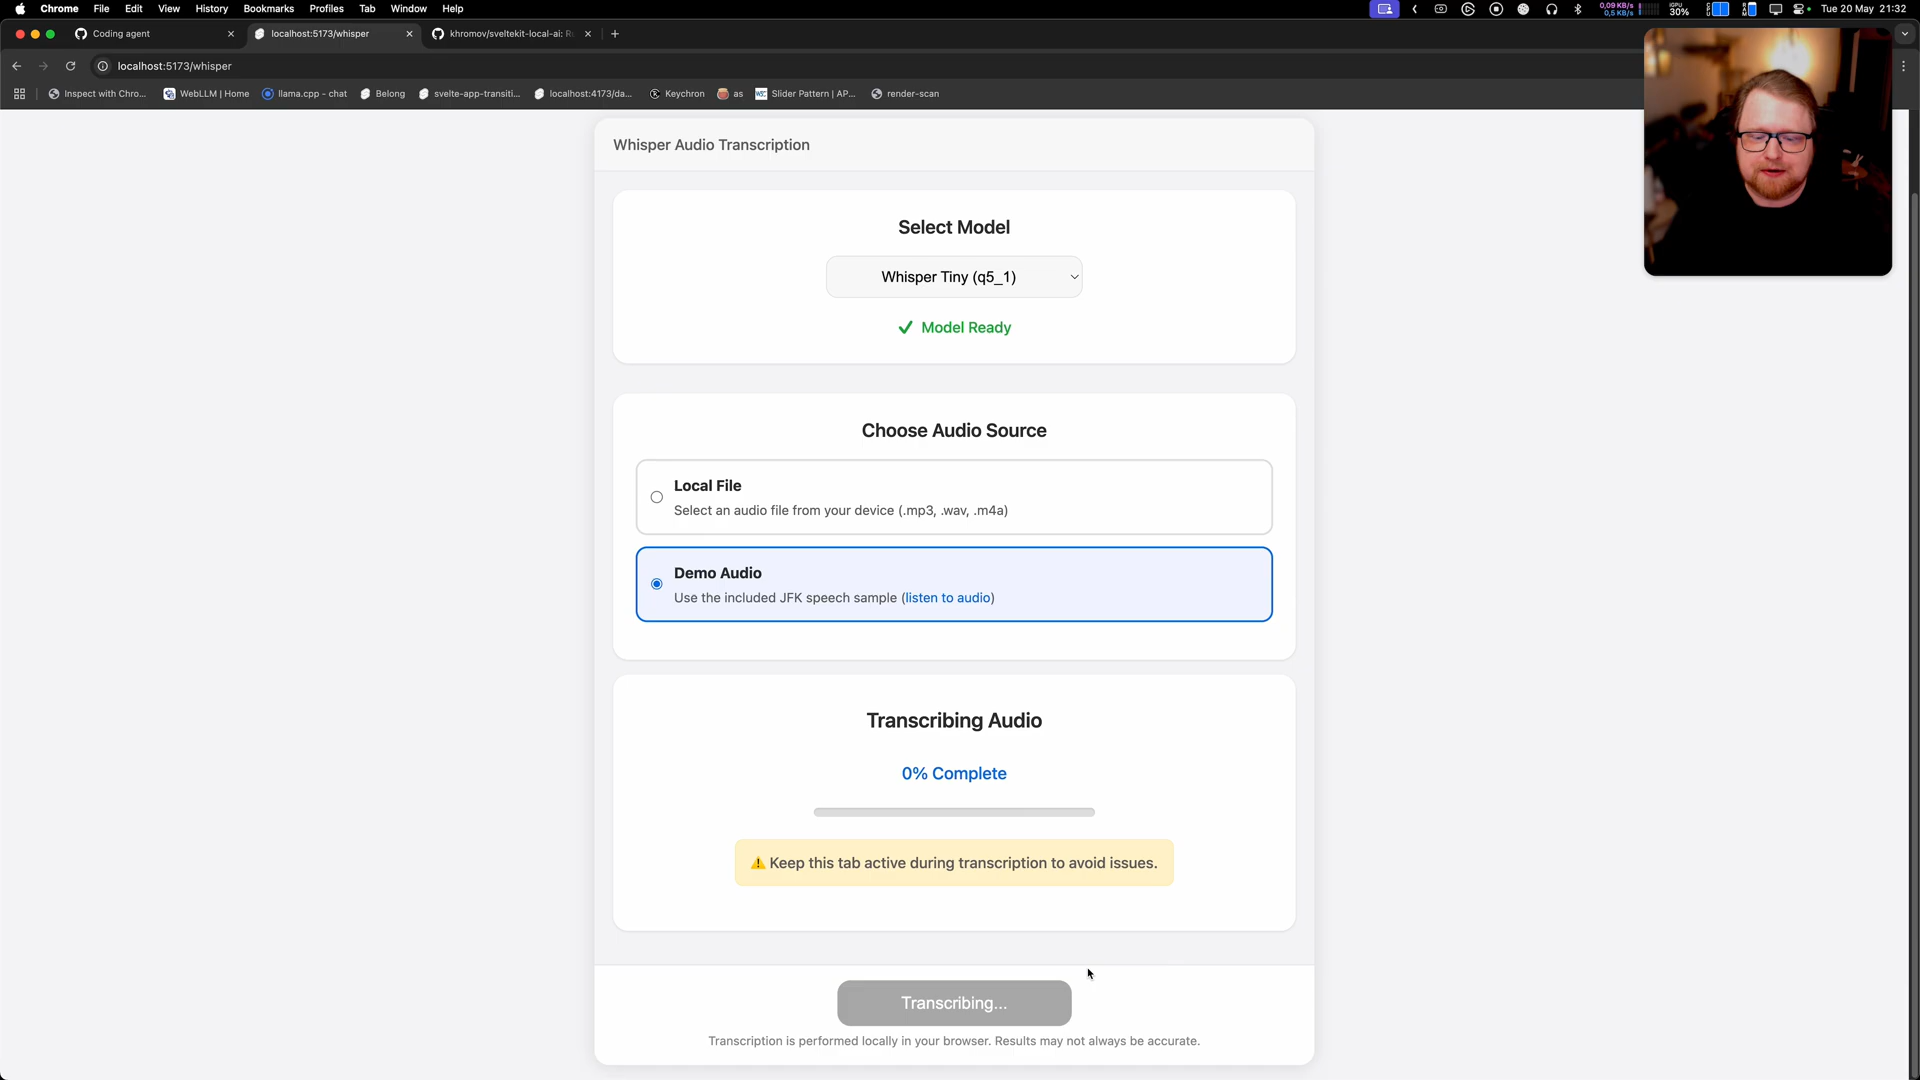 Chrome File Edit View History Bookmarks Profiles Tab Window Help
Tue 20 May 21:32
Coding agent
localhost:5173/whisper
khromov/sveltekit-local-ai: R
localhost:5173/whisper
Inspect with Chro...
WebLLM | Home
llama.cpp - chat
Belong
svelte-app-transiti...
localhost:4173/da...
Keychron
as
Slider Pattern | AP...
render-scan
Whisper Audio Transcription
Select Model
Whisper Tiny (q5_1)
✓ Model Ready
Choose Audio Source
Local File
Select an audio file from your device (.mp3, .wav, .m4a)
Demo Audio
Use the included JFK speech sample (listen to audio)
Transcribing Audio
0% Complete
⚠ Keep this tab active during transcription to avoid issues.
Transcribing...
Transcription is performed locally in your browser. Results may not always be accurate.